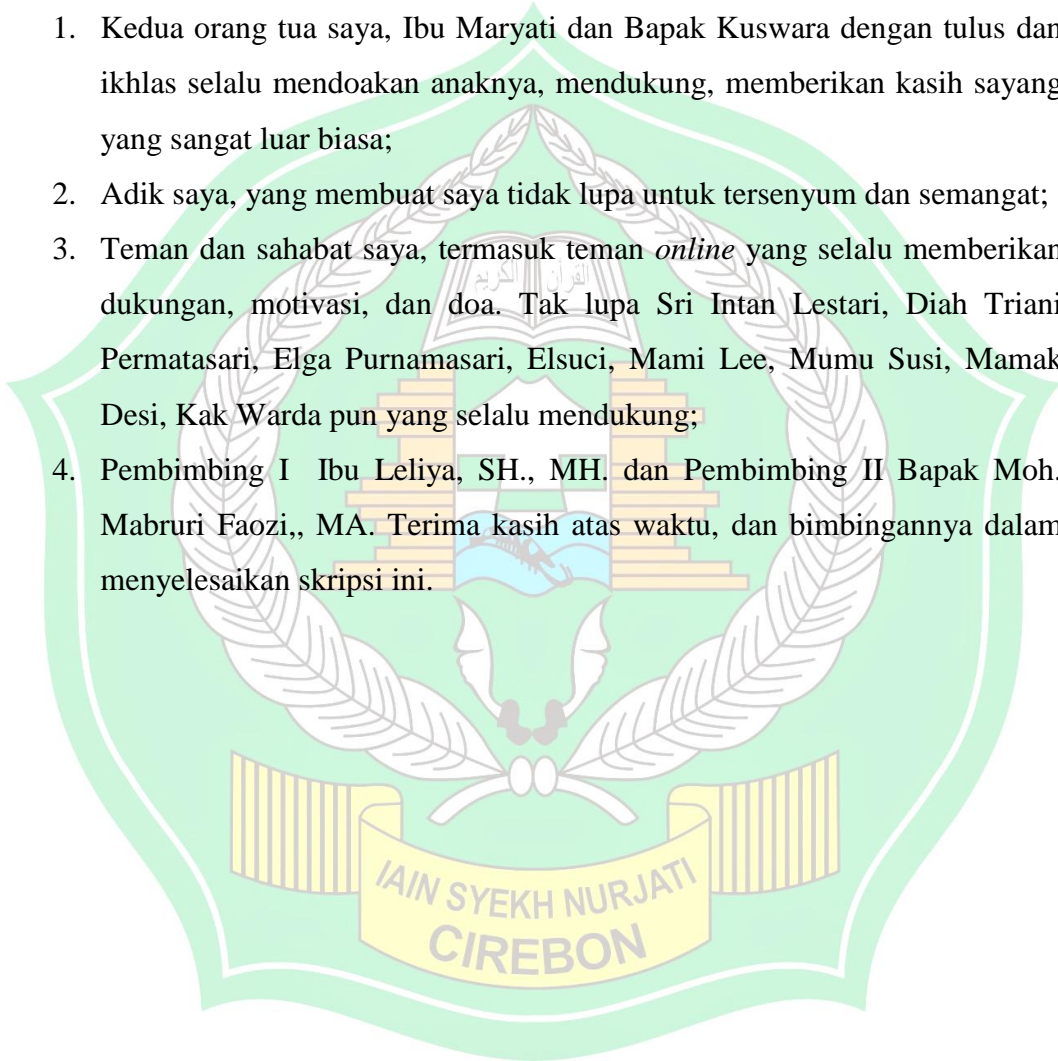 1. Kedua orang tua saya, Ibu Maryati dan Bapak Kuswara dengan tulus dan
ikhlas selalu mendoakan anaknya, mendukung, memberikan kasih sayang
yang sangat luar biasa;
2. Adik saya, yang membuat saya tidak lupa untuk tersenyum dan semangat;
3. Teman dan sahabat saya, termasuk teman online yang selalu memberikan
dukungan, motivasi, dan doa. Tak lupa Sri Intan Lestari, Diah Triani
Permatasari, Elga Purnamasari, Elsuci, Mami Lee, Mumu Susi, Mamak
Desi, Kak Warda pun yang selalu mendukung;
4. Pembimbing I Ibu Leliya, SH., MH. dan Pembimbing II Bapak Moh.
Mabruri Faozi,, MA. Terima kasih atas waktu, dan bimbingannya dalam
menyelesaikan skripsi ini.
IAIN SYEKH NURJATI
CIREBON